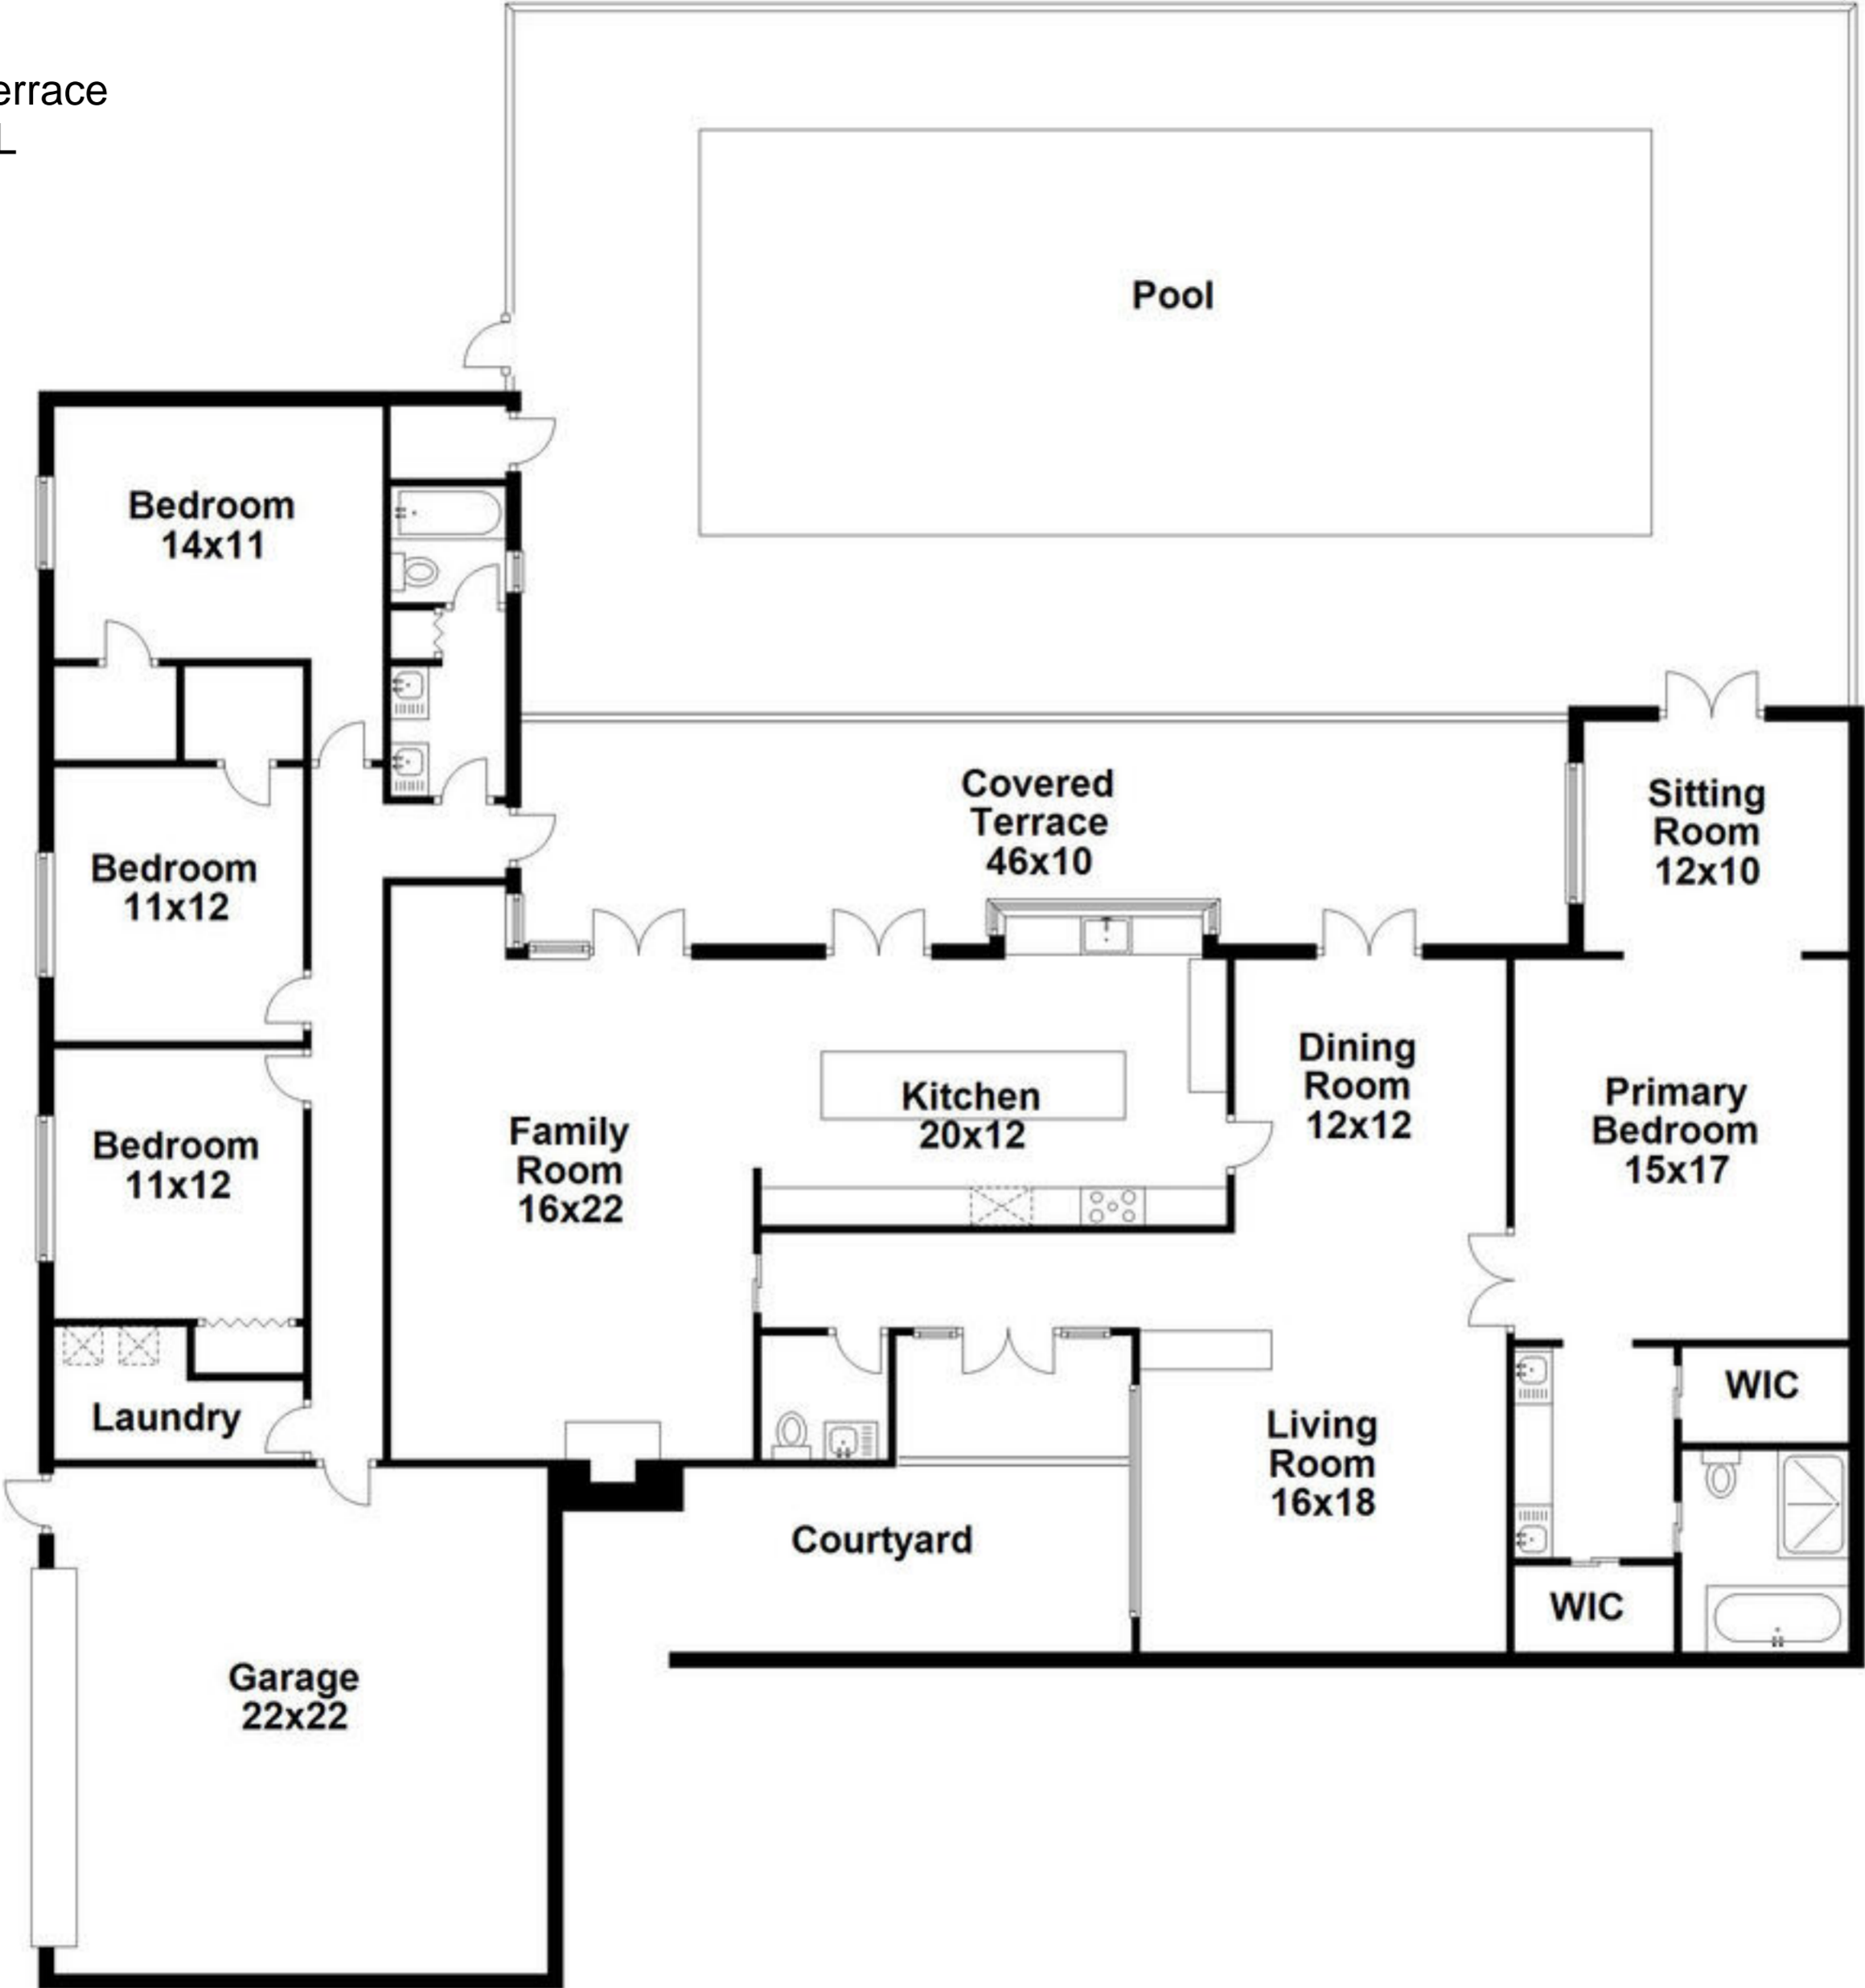 errace
L
Pool
Bedroom
14x11
Covered
Terrace
46x10
Sitting
Room
12x10
Bedroom
11x12
Dining
Room
12x12
Kitchen
20x12
Primary
Bedroom
15x17
Family
Room
16x22
Bedroom
11x12
WIC
Laundry
Living
Room
16x18
Courtyard
WIC
Garage
22x22